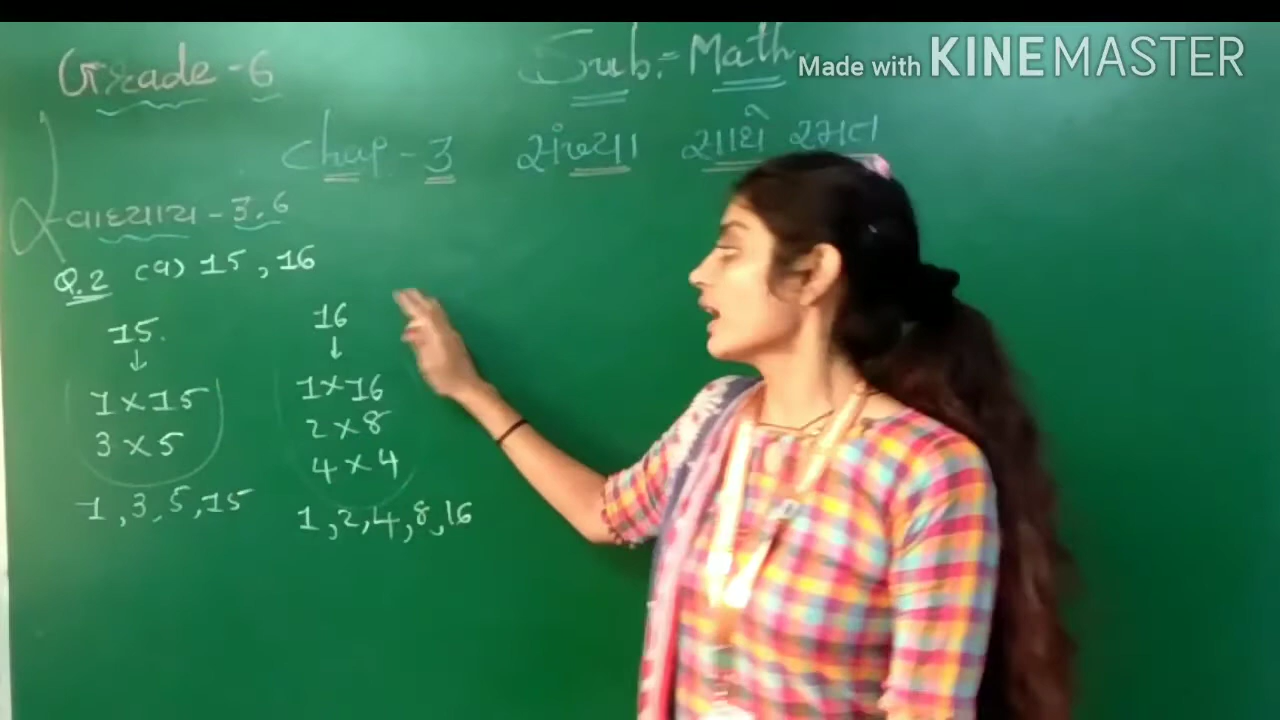 Grade - 6
Sub. - Math.
Made with KINEMASTER
Chap - 3 સંખ્યા સાથે રમત
સ્વાધ્યાય - 3.6
Q.2 (a) 15, 16
15.
↓
1 × 15
3 × 5
1, 3, 5, 15
16
↓
1 × 16
2 × 8
4 × 4
1, 2, 4, 8, 16